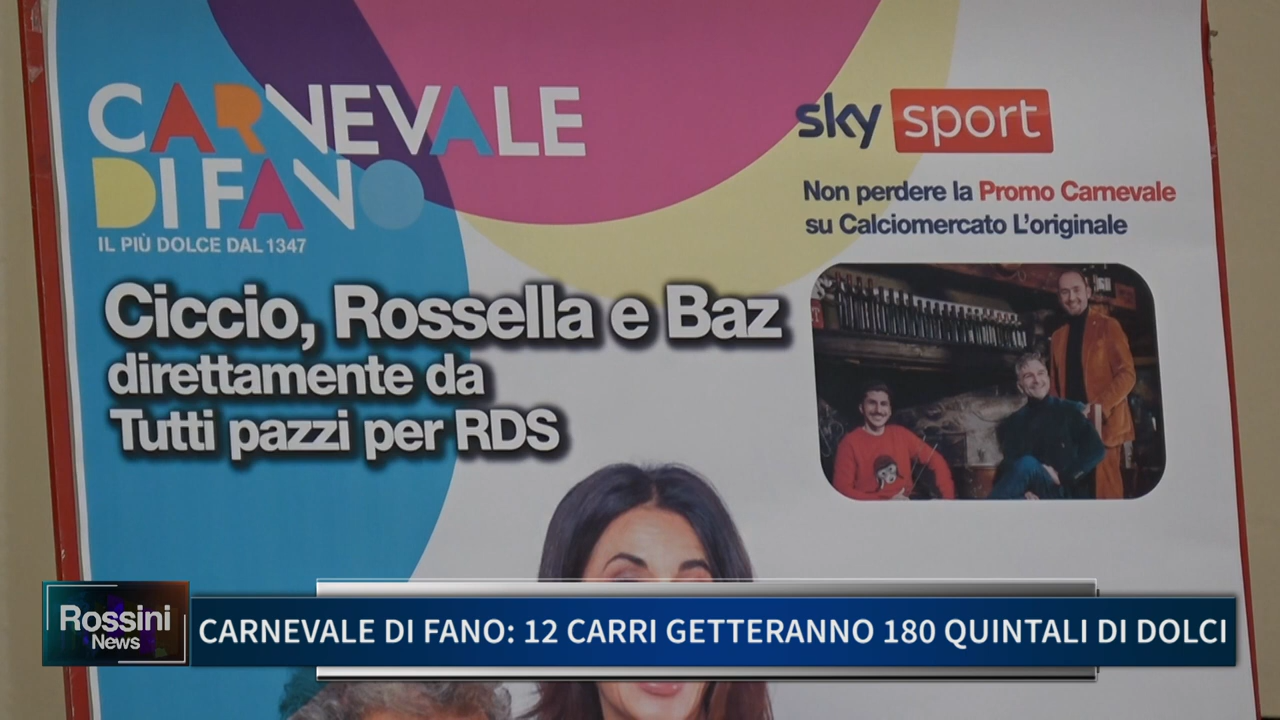 CARNEVALE
DI FANO
IL PIÙ DOLCE DAL 1347
sky sport
Non perdere la Promo Carnevale
su Calciomercato L'originale
Ciccio, Rossella e Baz
direttamente da
Tutti pazzi per RDS
Rossini
News
CARNEVALE DI FANO: 12 CARRI GETTERANNO 180 QUINTALI DI DOLCI